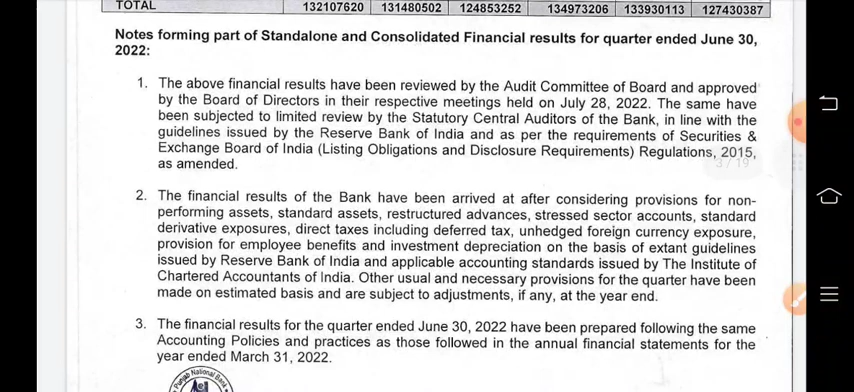 TOTAL 132107620 131480502 124853252 134973206 133930113 127430387
Notes forming part of Standalone and Consolidated Financial results for quarter ended June 30,
2022:
1. The above financial results have been reviewed by the Audit Committee of Board and approved
by the Board of Directors in their respective meetings held on July 28, 2022. The same have
been subjected to limited review by the Statutory Central Auditors of the Bank, in line with the
guidelines issued by the Reserve Bank of India and as per the requirements of Securities &
Exchange Board of India (Listing Obligations and Disclosure Requirements) Regulations, 2015,
as amended.
3 / 19
2. The financial results of the Bank have been arrived at after considering provisions for non-
performing assets, standard assets, restructured advances, stressed sector accounts, standard
derivative exposures, direct taxes including deferred tax, unhedged foreign currency exposure,
provision for employee benefits and investment depreciation on the basis of extant guidelines
issued by Reserve Bank of India and applicable accounting standards issued by The Institute of
Chartered Accountants of India. Other usual and necessary provisions for the quarter have been
made on estimated basis and are subject to adjustments, if any, at the year end.
3. The financial results for the quarter ended June 30, 2022 have been prepared following the same
Accounting Policies and practices as those followed in the annual financial statements for the
year ended March 31, 2022.
Punjab National Bank